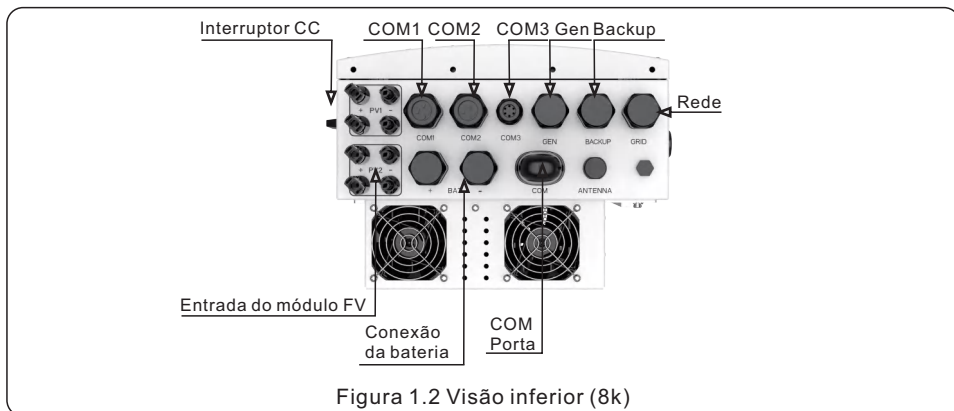 Interruptor CC
COM1 COM2
COM3 Gen Backup
Rede
+ PV1 -
COM1
COM2
COM3
GEN
BACKUP
GRID
+ PV2 -
+ BAT -
COM
ANTENNA
Entrada do módulo FV
Conexão
da bateria
COM
Porta
Figura 1.2 Visão inferior (8k)